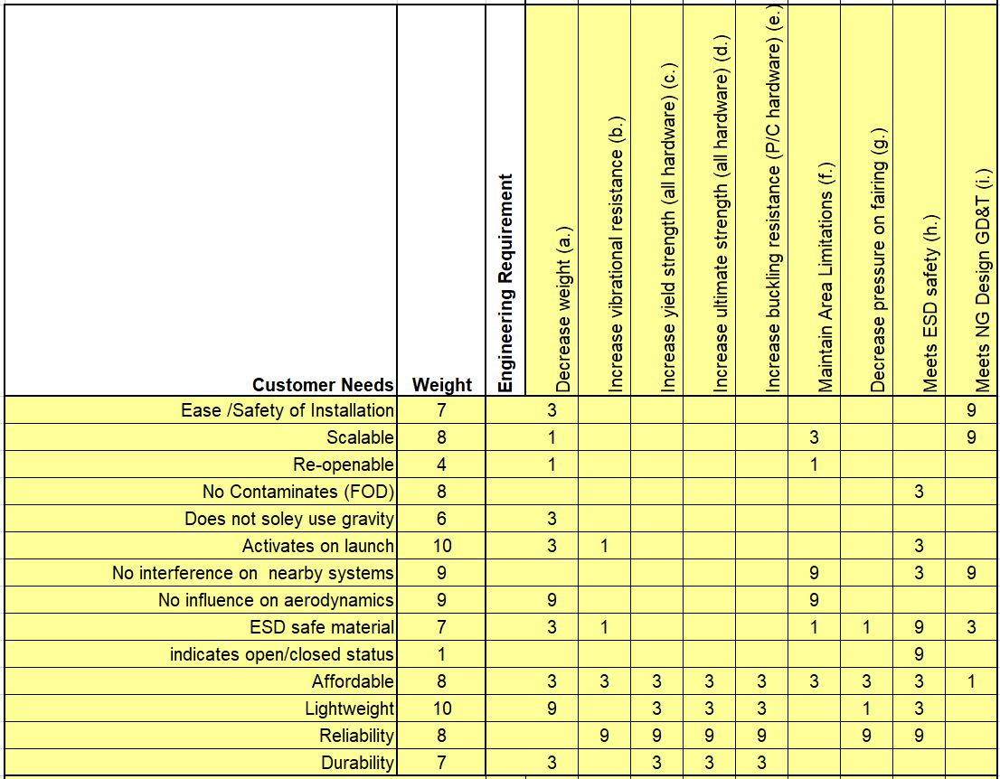 Customer Needs Weight Engineering Requirement Decrease weight (a.) Increase vibrational resistance (b.) Increase yield strength (all hardware) (c.) Increase ultimate strength (all hardware) (d.) Increase buckling resistance (P/C hardware) (e.) Maintain Area Limitations (f.) Decrease pressure on fairing (g.) Meets ESD safety (h.) Meets NG Design GD&T (i.)
Ease /Safety of Installation 7 3 9
Scalable 8 1 3 9
Re-openable 4 1 1
No Contaminates (FOD) 8 3
Does not soley use gravity 6 3
Activates on launch 10 3 1 3
No interference on nearby systems 9 9 3 9
No influence on aerodynamics 9 9 9
ESD safe material 7 3 1 1 1 9 3
indicates open/closed status 1 9
Affordable 8 3 3 3 3 3 3 3 3 1
Lightweight 10 9 3 3 3 1 3
Reliability 8 9 9 9 9 9 9
Durability 7 3 3 3 3